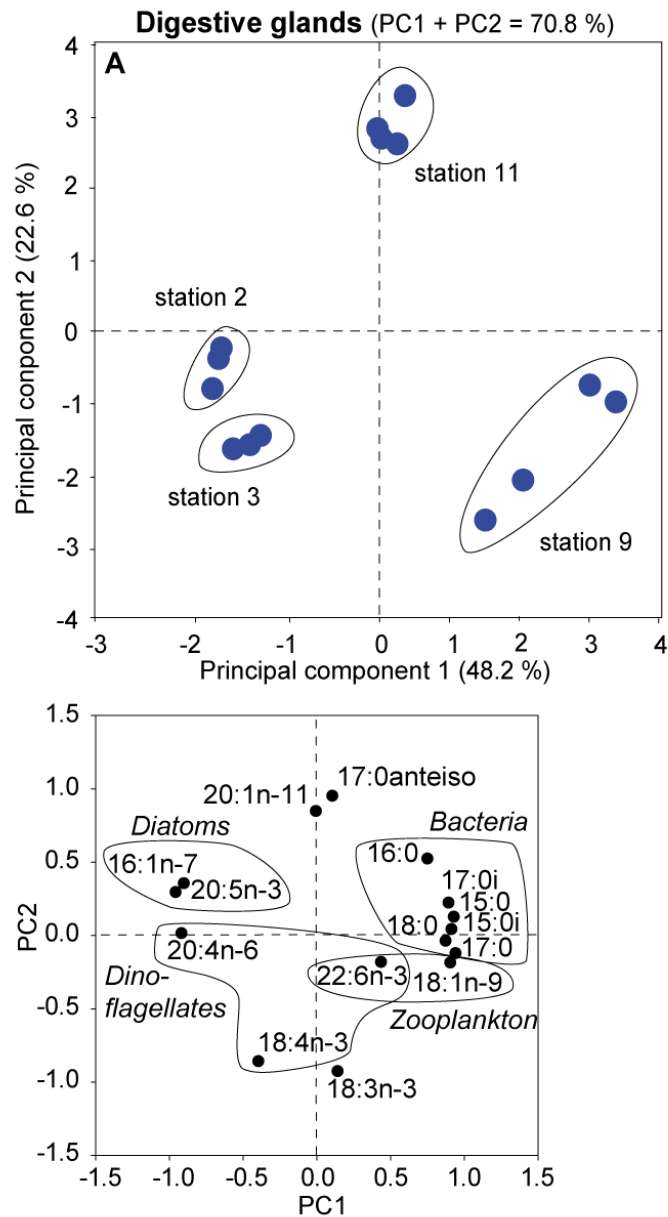 Digestive glands (PC1 + PC2 = 70.8 %)
A
Principal conponent 2 (22.6 %)
4
3
2
1
0
-1
-2
-3
-4
station 11
station 2
station 3
station 9
-3 -2 -1 0 1 2 3 4
Principal component 1 (48.2 %)
PC2
1.5
1.0
0.5
0.0
-0.5
-1.0
-1.5
17:0anteiso
20:1n-11
Diatoms
Bacteria
16:1n-7
16:0
20:5n-3
17:0i
15:0
18:0 15:0i
20:4n-6
17:0
Dino-
flagellates
22:6n-3
18:1n-9
Zooplankton
18:4n-3
18:3n-3
-1.5 -1.0 -0.5 0.0 0.5 1.0 1.5
PC1